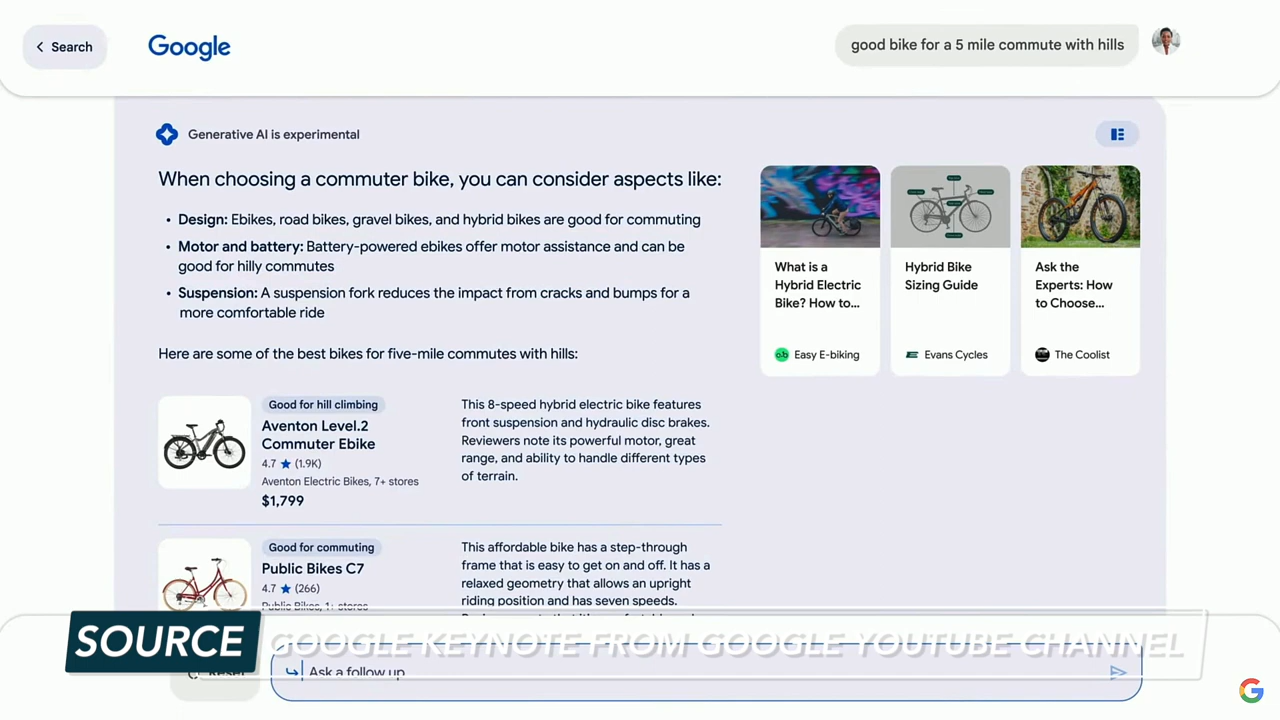 Search
Google
good bike for a 5 mile commute with hills
Generative AI is experimental
When choosing a commuter bike, you can consider aspects like:
• Design: Ebikes, road bikes, gravel bikes, and hybrid bikes are good for commuting
• Motor and battery: Battery-powered ebikes offer motor assistance and can be
good for hilly commutes
• Suspension: A suspension fork reduces the impact from cracks and bumps for a
more comfortable ride
Here are some of the best bikes for five-mile commutes with hills:
What is a
Hybrid Electric
Bike? How to...
Easy E-biking
Hybrid Bike
Sizing Guide
Evans Cycles
Ask the
Experts: How
to Choose...
The Coolist
Good for hill climbing
Aventon Level.2
Commuter Ebike
4.7 ★ (1.9K)
Aventon Electric Bikes, 7+ stores
$1,799
This 8-speed hybrid electric bike features
front suspension and hydraulic disc brakes.
Reviewers note its powerful motor, great
range, and ability to handle different types
of terrain.
Good for commuting
Public Bikes C7
4.7 ★ (266)
Public Bikes, 1+ stores
This affordable bike has a step-through
frame that is easy to get on and off. It has a
relaxed geometry that allows an upright
riding position and has seven speeds.
SOURCE
GOOGLE KEYNOTE FROM GOOGLE YOUTUBE CHANNEL
Reset
Ask a follow up